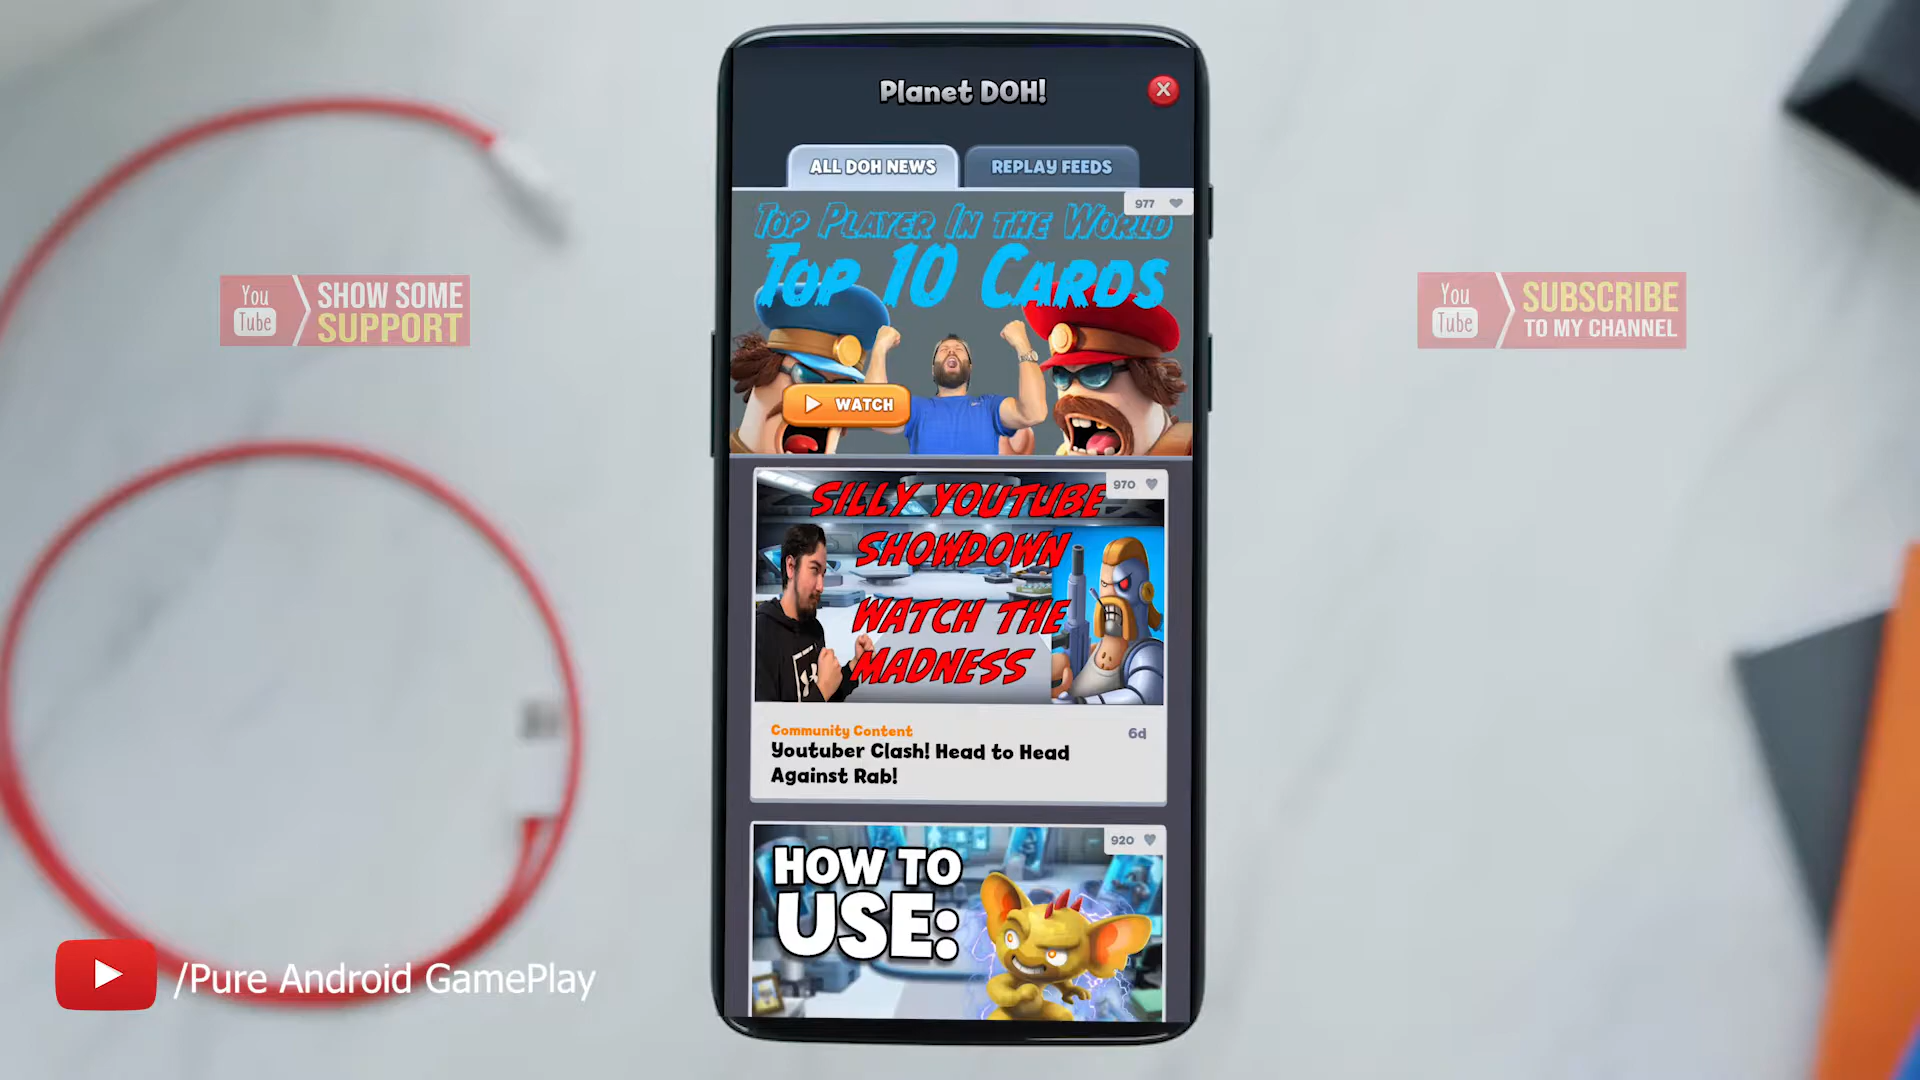 Planet DOH!
ALL DOH NEWS
REPLAY FEEDS
977
TOP PLAYER IN THE WORLD
TOP 10 CARDS
WATCH
You Tube
SHOW SOME
SUPPORT
You Tube
SUBSCRIBE
TO MY CHANNEL
970
SILLY YOUTUBE
SHOWDOWN
WATCH THE
MADNESS
Community Content
6d
Youtuber Clash! Head to Head
Against Rab!
920
HOW TO
USE:
/Pure Android GamePlay